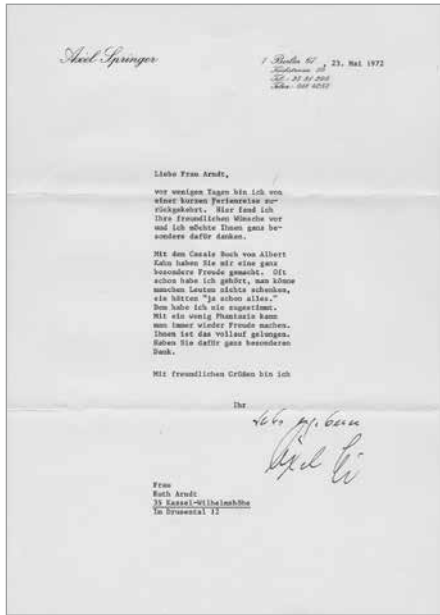 Axel Springer
1 Berlin 61, 23. Mai 1972
Liebe Frau Arndt,
vor wenigen Tagen bin ich von
einer kurzen Ferienreise zu-
rückgekehrt. Hier fand ich
Ihre freundlichen Wünsche vor
und ich möchte Ihnen ganz be-
sonders dafür danken.
Mit dem Casals Buch von Albert
Kahn haben Sie mir eine ganz
besondere Freude gemacht. Oft
schon habe ich gehört, man könne
manchen Leuten nichts schenken,
sie hätten "ja schon alles."
Dem habe ich nie zugestimmt.
Mit ein wenig Phantasie kann
man immer wieder Freude machen.
Ihnen ist das vollauf gelungen.
Haben Sie dafür ganz besonderen
Dank.
Mit freundlichen Grüßen bin ich
Ihr
sehr ergebener
Axel
Frau
Ruth Arndt
35 Kassel-Wilhelmshöhe
Im Drusental 12